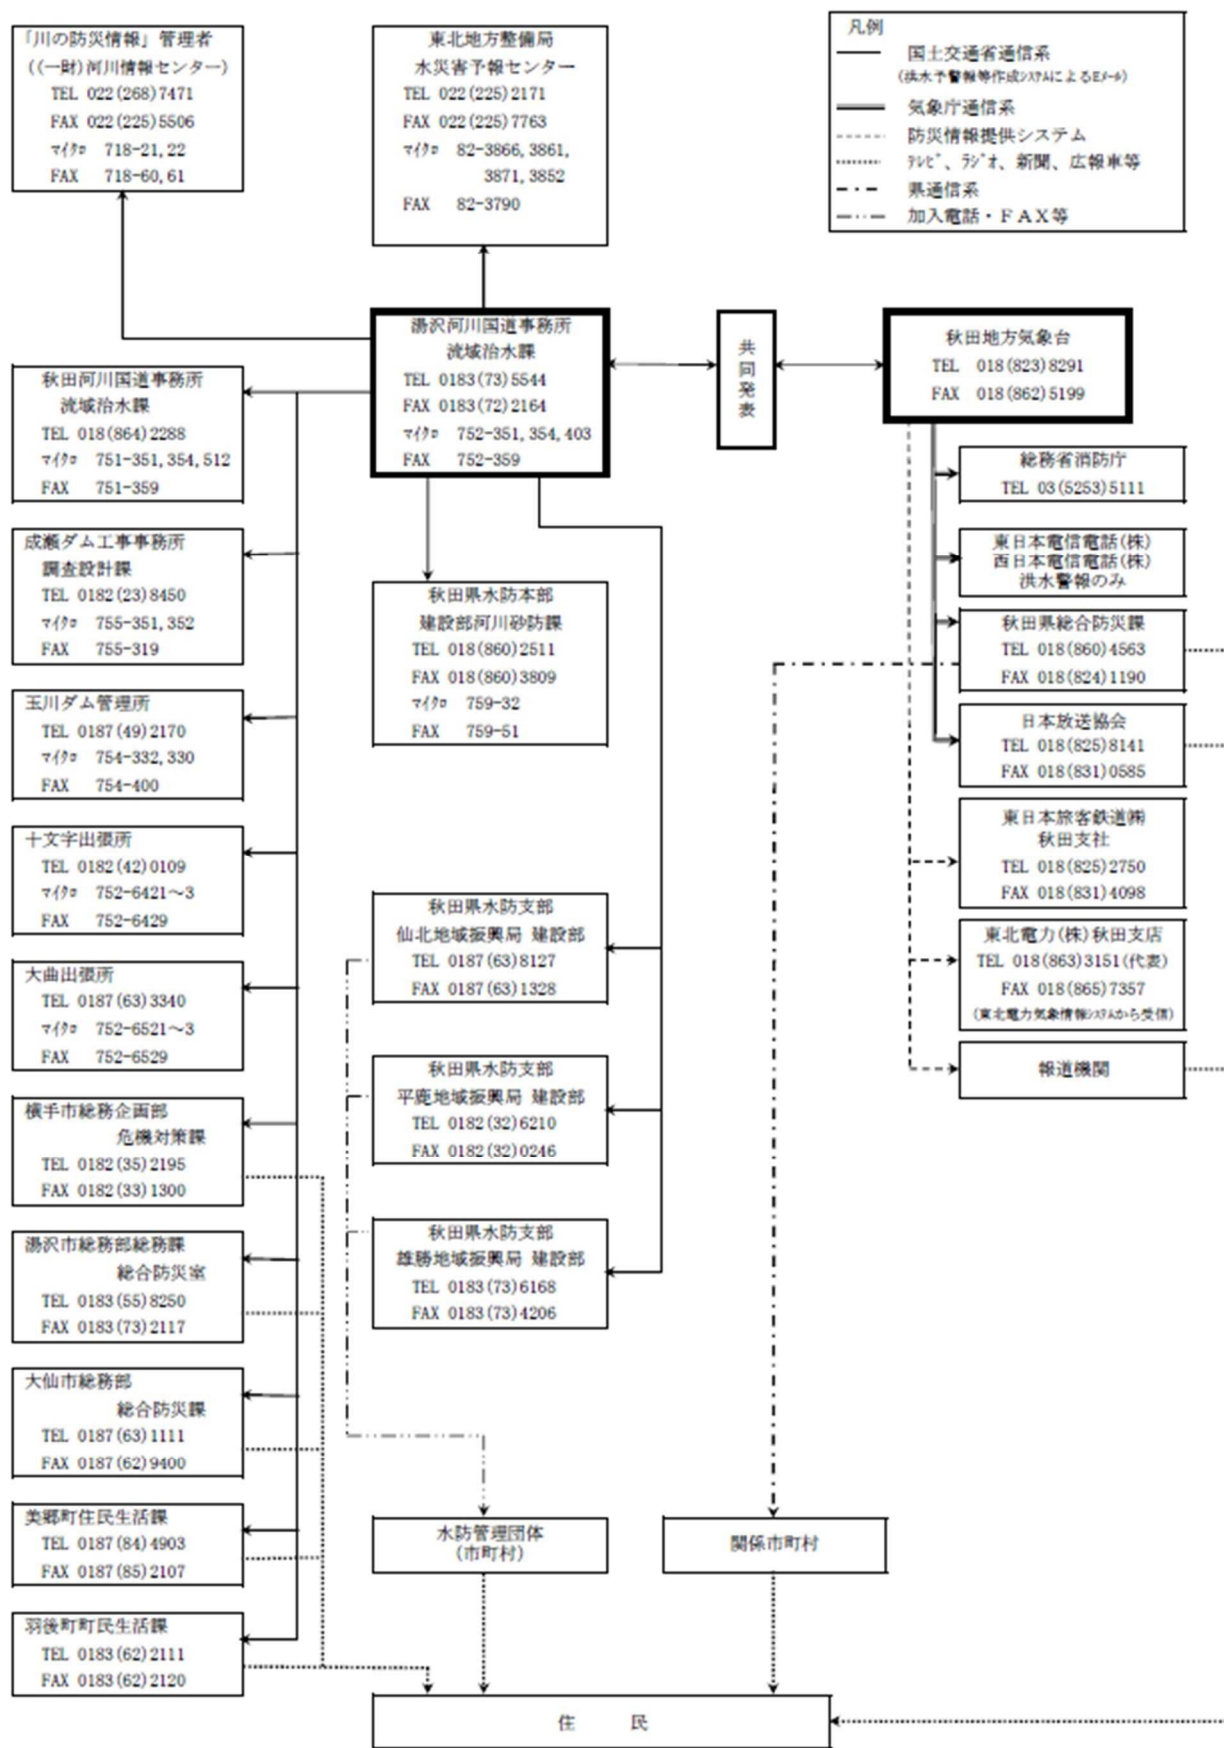 「川の防災情報」管理者
((一財)河川情報センター)
TEL 022(268)7471
FAX 022(225)5506
ﾏｲｸﾛ 718-21,22
FAX 718-60,61
東北地方整備局
水災害予報センター
TEL 022(225)2171
FAX 022(225)7763
ﾏｲｸﾛ 82-3866,3861,
3871,3852
FAX 82-3790
凡例
国土交通省通信系
(洪水予警報等作成ｼｽﾃﾑによるEﾒｰﾙ)
気象庁通信系
防災情報提供システム
ﾃﾚﾋﾞ、ﾗｼﾞｵ、新聞、広報車等
県通信系
加入電話・FAX等
湯沢河川国道事務所
流域治水課
TEL 0183(73)5544
FAX 0183(72)2164
ﾏｲｸﾛ 752-351,354,403
FAX 752-359
共同発表
秋田地方気象台
TEL 018(823)8291
FAX 018(862)5199
秋田河川国道事務所
流域治水課
TEL 018(864)2288
ﾏｲｸﾛ 751-351,354,512
FAX 751-359
成瀬ダム工事事務所
調査設計課
TEL 0182(23)8450
ﾏｲｸﾛ 755-351,352
FAX 755-319
玉川ダム管理所
TEL 0187(49)2170
ﾏｲｸﾛ 754-332,330
FAX 754-400
十文字出張所
TEL 0182(42)0109
ﾏｲｸﾛ 752-6421～3
FAX 752-6429
大曲出張所
TEL 0187(63)3340
ﾏｲｸﾛ 752-6521～3
FAX 752-6529
横手市総務企画部
危機対策課
TEL 0182(35)2195
FAX 0182(33)1300
湯沢市総務部総務課
総合防災室
TEL 0183(55)8250
FAX 0183(73)2117
大仙市総務部
総合防災課
TEL 0187(63)1111
FAX 0187(62)9400
美郷町住民生活課
TEL 0187(84)4903
FAX 0187(85)2107
羽後町町民生活課
TEL 0183(62)2111
FAX 0183(62)2120
秋田県水防本部
建設部河川砂防課
TEL 018(860)2511
FAX 018(860)3809
ﾏｲｸﾛ 759-32
FAX 759-51
秋田県水防支部
仙北地域振興局 建設部
TEL 0187(63)8127
FAX 0187(63)1328
秋田県水防支部
平鹿地域振興局 建設部
TEL 0182(32)6210
FAX 0182(32)0246
秋田県水防支部
雄勝地域振興局 建設部
TEL 0183(73)6168
FAX 0183(73)4206
総務省消防庁
TEL 03(5253)5111
東日本電信電話(株)
西日本電信電話(株)
洪水警報のみ
秋田県総合防災課
TEL 018(860)4563
FAX 018(824)1190
日本放送協会
TEL 018(825)8141
FAX 018(831)0585
東日本旅客鉄道㈱
秋田支社
TEL 018(825)2750
FAX 018(831)4098
東北電力(株)秋田支店
TEL 018(863)3151(代表)
FAX 018(865)7357
(東北電力気象情報ｼｽﾃﾑから受信)
報道機関
水防管理団体
(市町村)
関係市町村
住 民